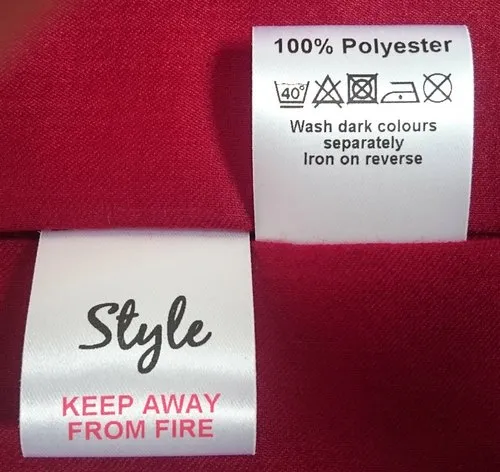 100% Polyester
40°
Wash dark colours
separately
Iron on reverse
Style
KEEP AWAY
FROM FIRE